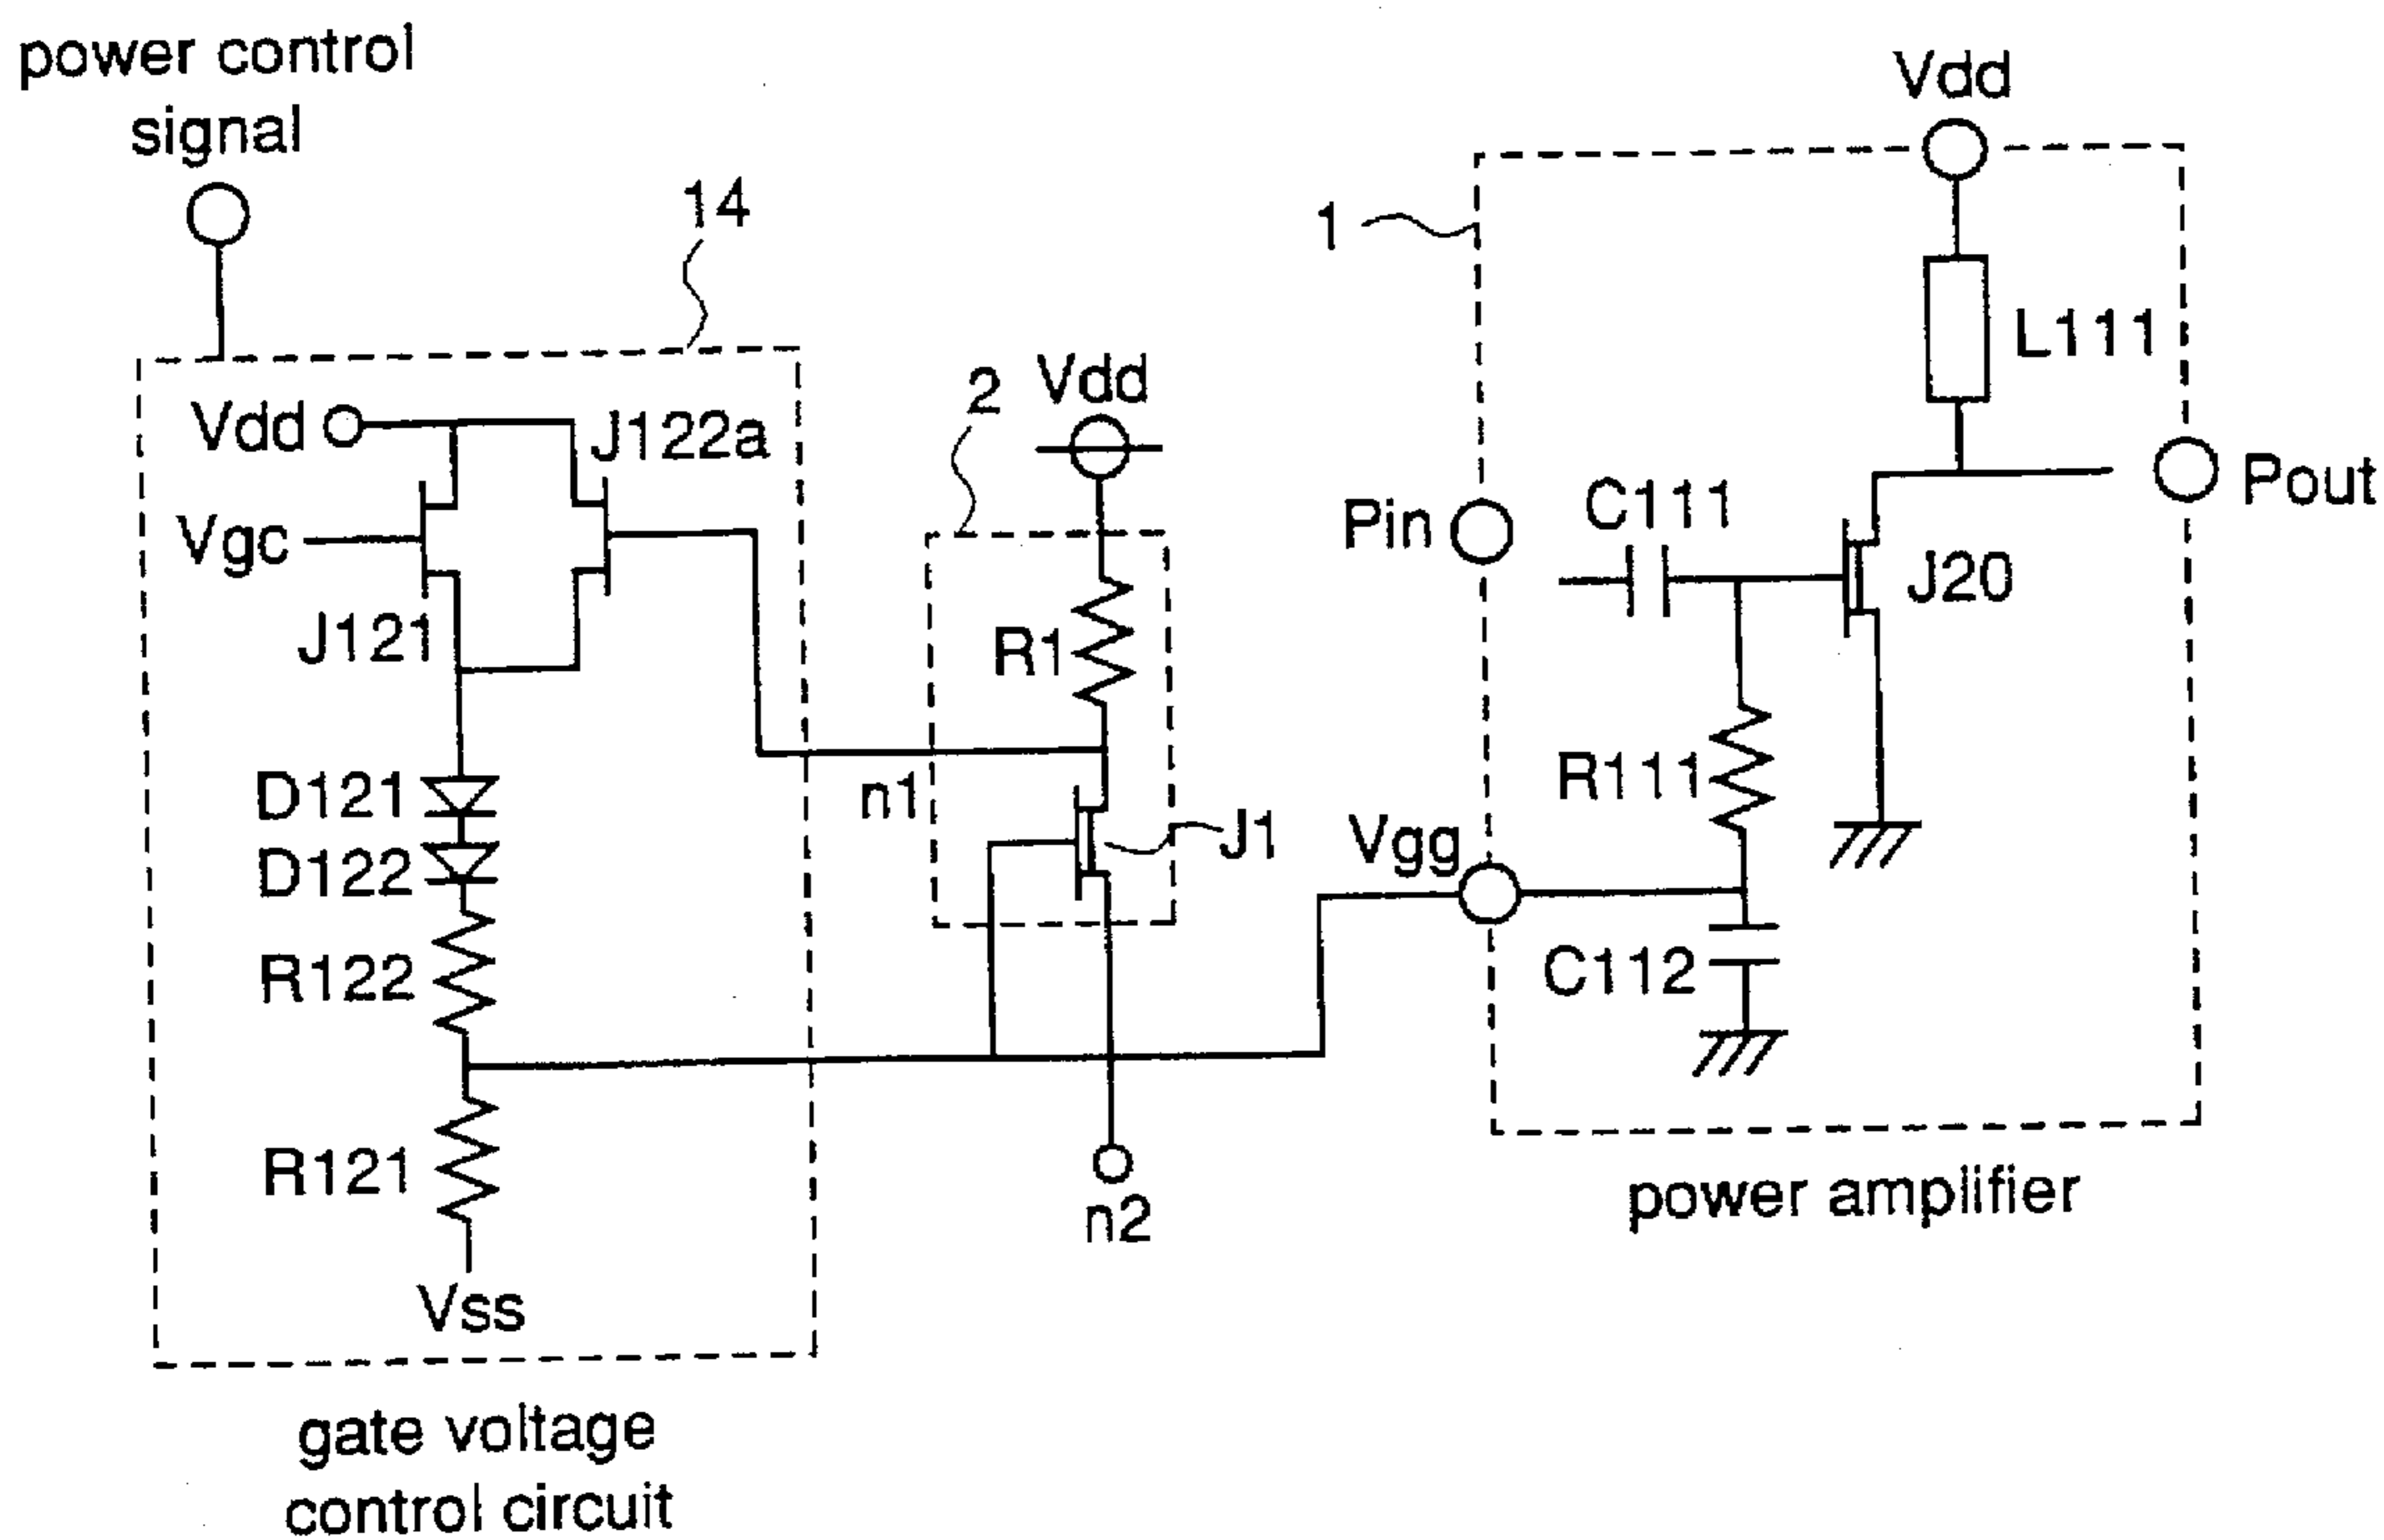 power control
signal
14
Vdd
J122a
Vgc
J121
D121
D122
R122
R121
Vss
gate voltage
control circuit
2
Vdd
R1
n1
J1
n2
1
Vdd
L111
Pout
Pin
C111
J20
R111
Vgg
C112
power amplifier